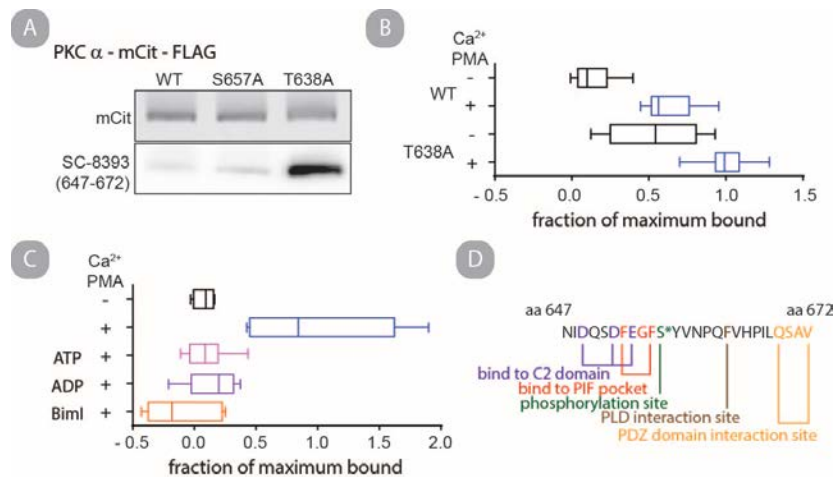 A
PKC α - mCit - FLAG
WT S657A T638A
mCit
SC-8393
(647-672)
B
Ca²⁺
PMA
-
WT
+
-
T638A
+
- 0.5 0.0 0.5 1.0 1.5
fraction of maximum bound
C
Ca²⁺
PMA
-
+
ATP +
ADP +
BimI +
-0.5 0.0 0.5 1.0 1.5 2.0
fraction of maximum bound
D
aa 647 aa 672
NIDQSDFEGFS*YVNPQFVHPILQSAV
bind to C2 domain
bind to PIF pocket
phosphorylation site
PLD interaction site
PDZ domain interaction site